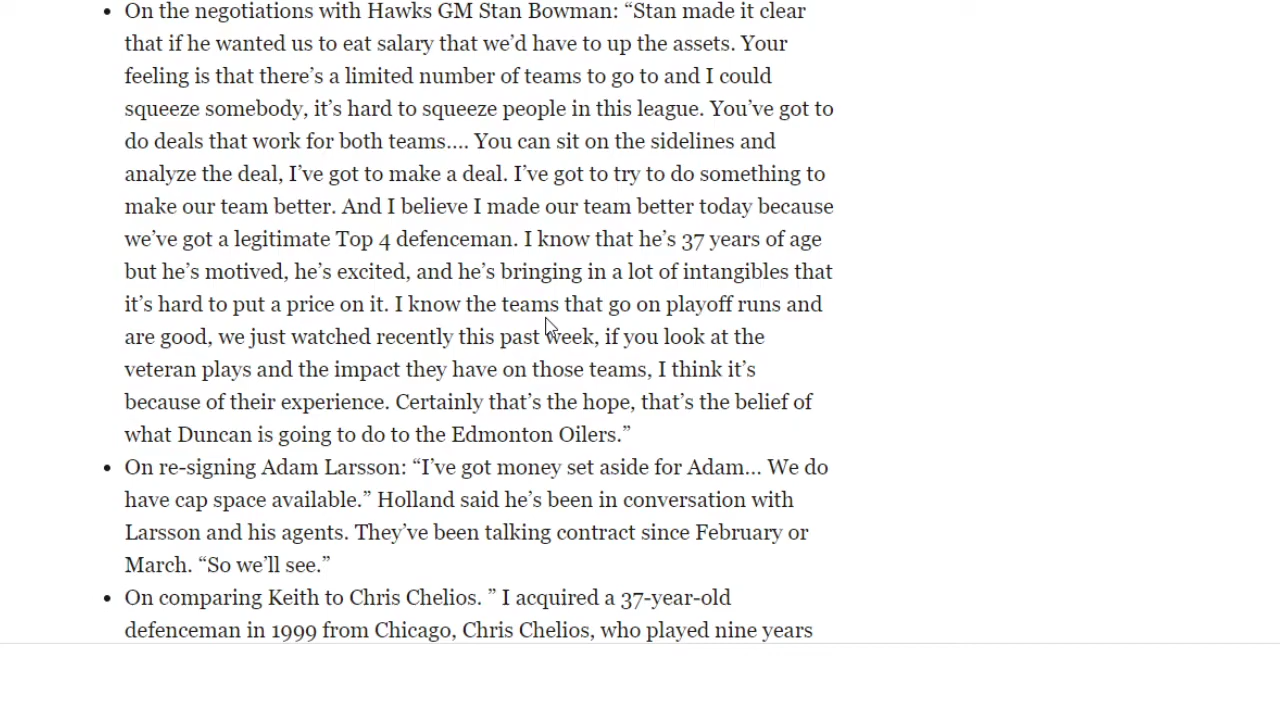 • On the negotiations with Hawks GM Stan Bowman: “Stan made it clear
that if he wanted us to eat salary that we’d have to up the assets. Your
feeling is that there’s a limited number of teams to go to and I could
squeeze somebody, it’s hard to squeeze people in this league. You’ve got to
do deals that work for both teams…. You can sit on the sidelines and
analyze the deal, I’ve got to make a deal. I’ve got to try to do something to
make our team better. And I believe I made our team better today because
we’ve got a legitimate Top 4 defenceman. I know that he’s 37 years of age
but he’s motived, he’s excited, and he’s bringing in a lot of intangibles that
it’s hard to put a price on it. I know the teams that go on playoff runs and
are good, we just watched recently this past week, if you look at the
veteran plays and the impact they have on those teams, I think it’s
because of their experience. Certainly that’s the hope, that’s the belief of
what Duncan is going to do to the Edmonton Oilers.”
• On re-signing Adam Larsson: “I’ve got money set aside for Adam… We do
have cap space available.” Holland said he’s been in conversation with
Larsson and his agents. They’ve been talking contract since February or
March. “So we’ll see.”
• On comparing Keith to Chris Chelios. ” I acquired a 37-year-old
defenceman in 1999 from Chicago, Chris Chelios, who played nine years